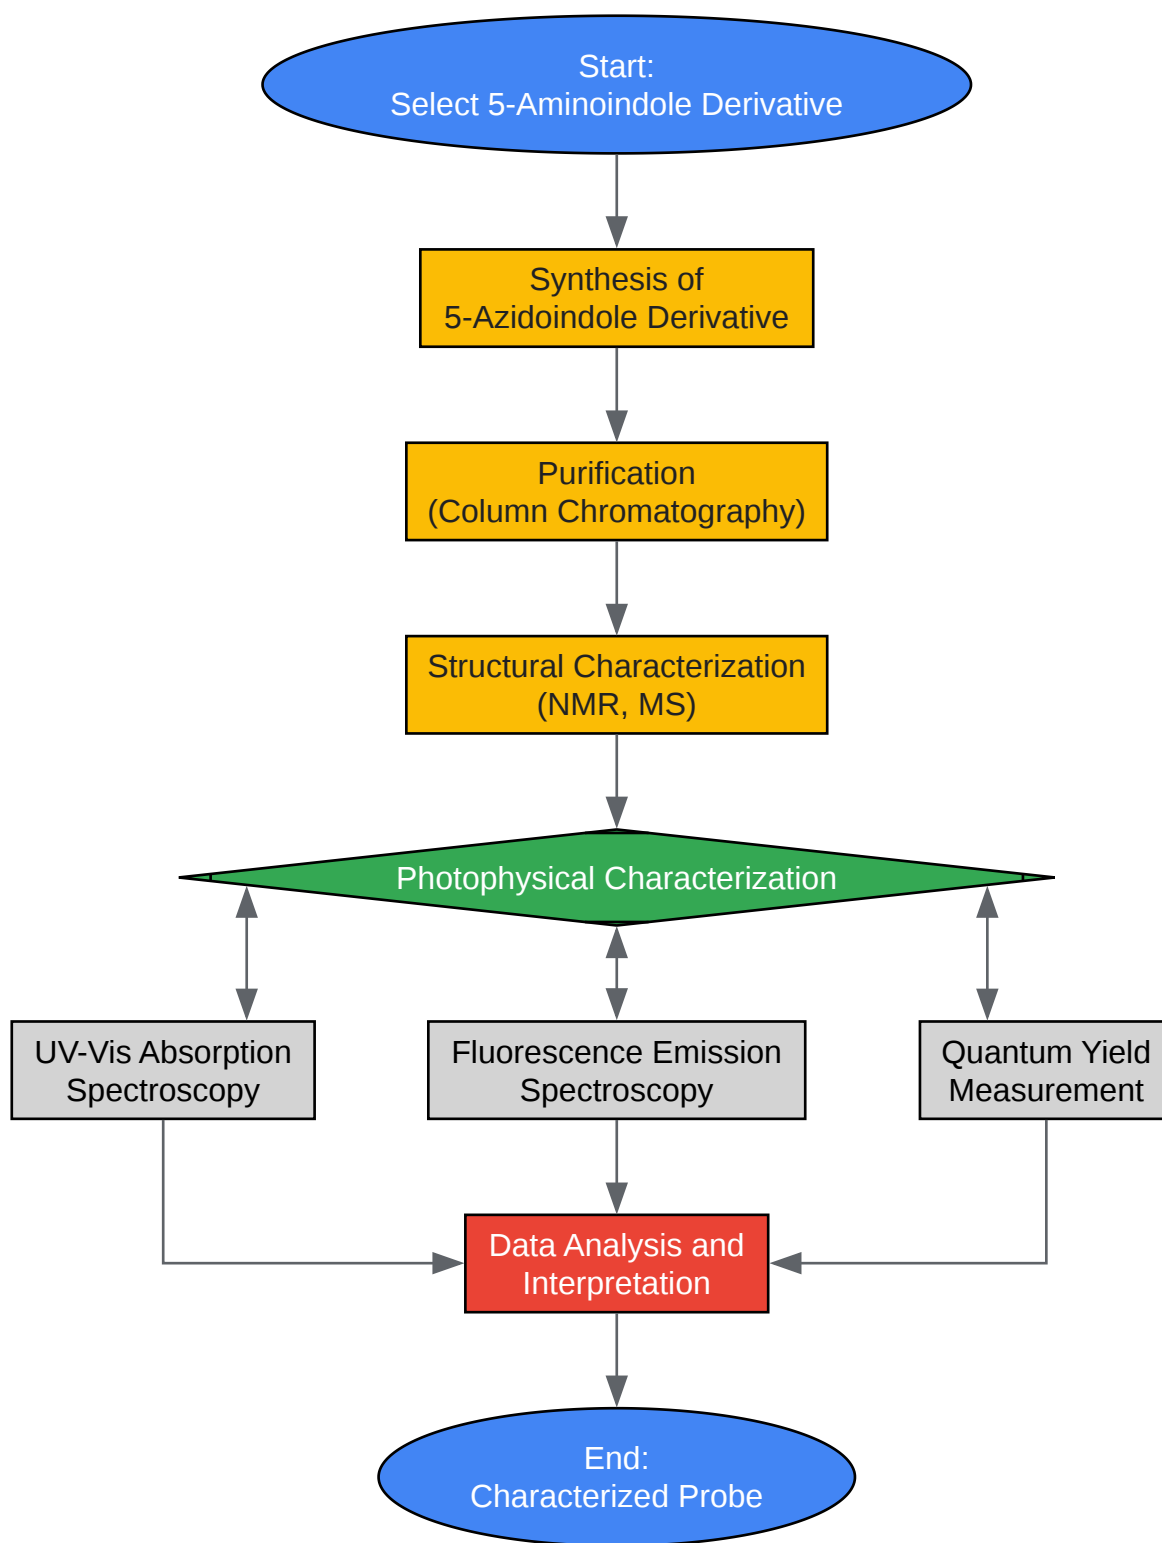 Start:
Select 5-Aminoindole Derivative
Synthesis of
5-Azidoindole Derivative
Purification
(Column Chromatography)
Structural Characterization
(NMR, MS)
Photophysical Characterization
UV-Vis Absorption
Spectroscopy
Fluorescence Emission
Spectroscopy
Quantum Yield
Measurement
Data Analysis and
Interpretation
End:
Characterized Probe